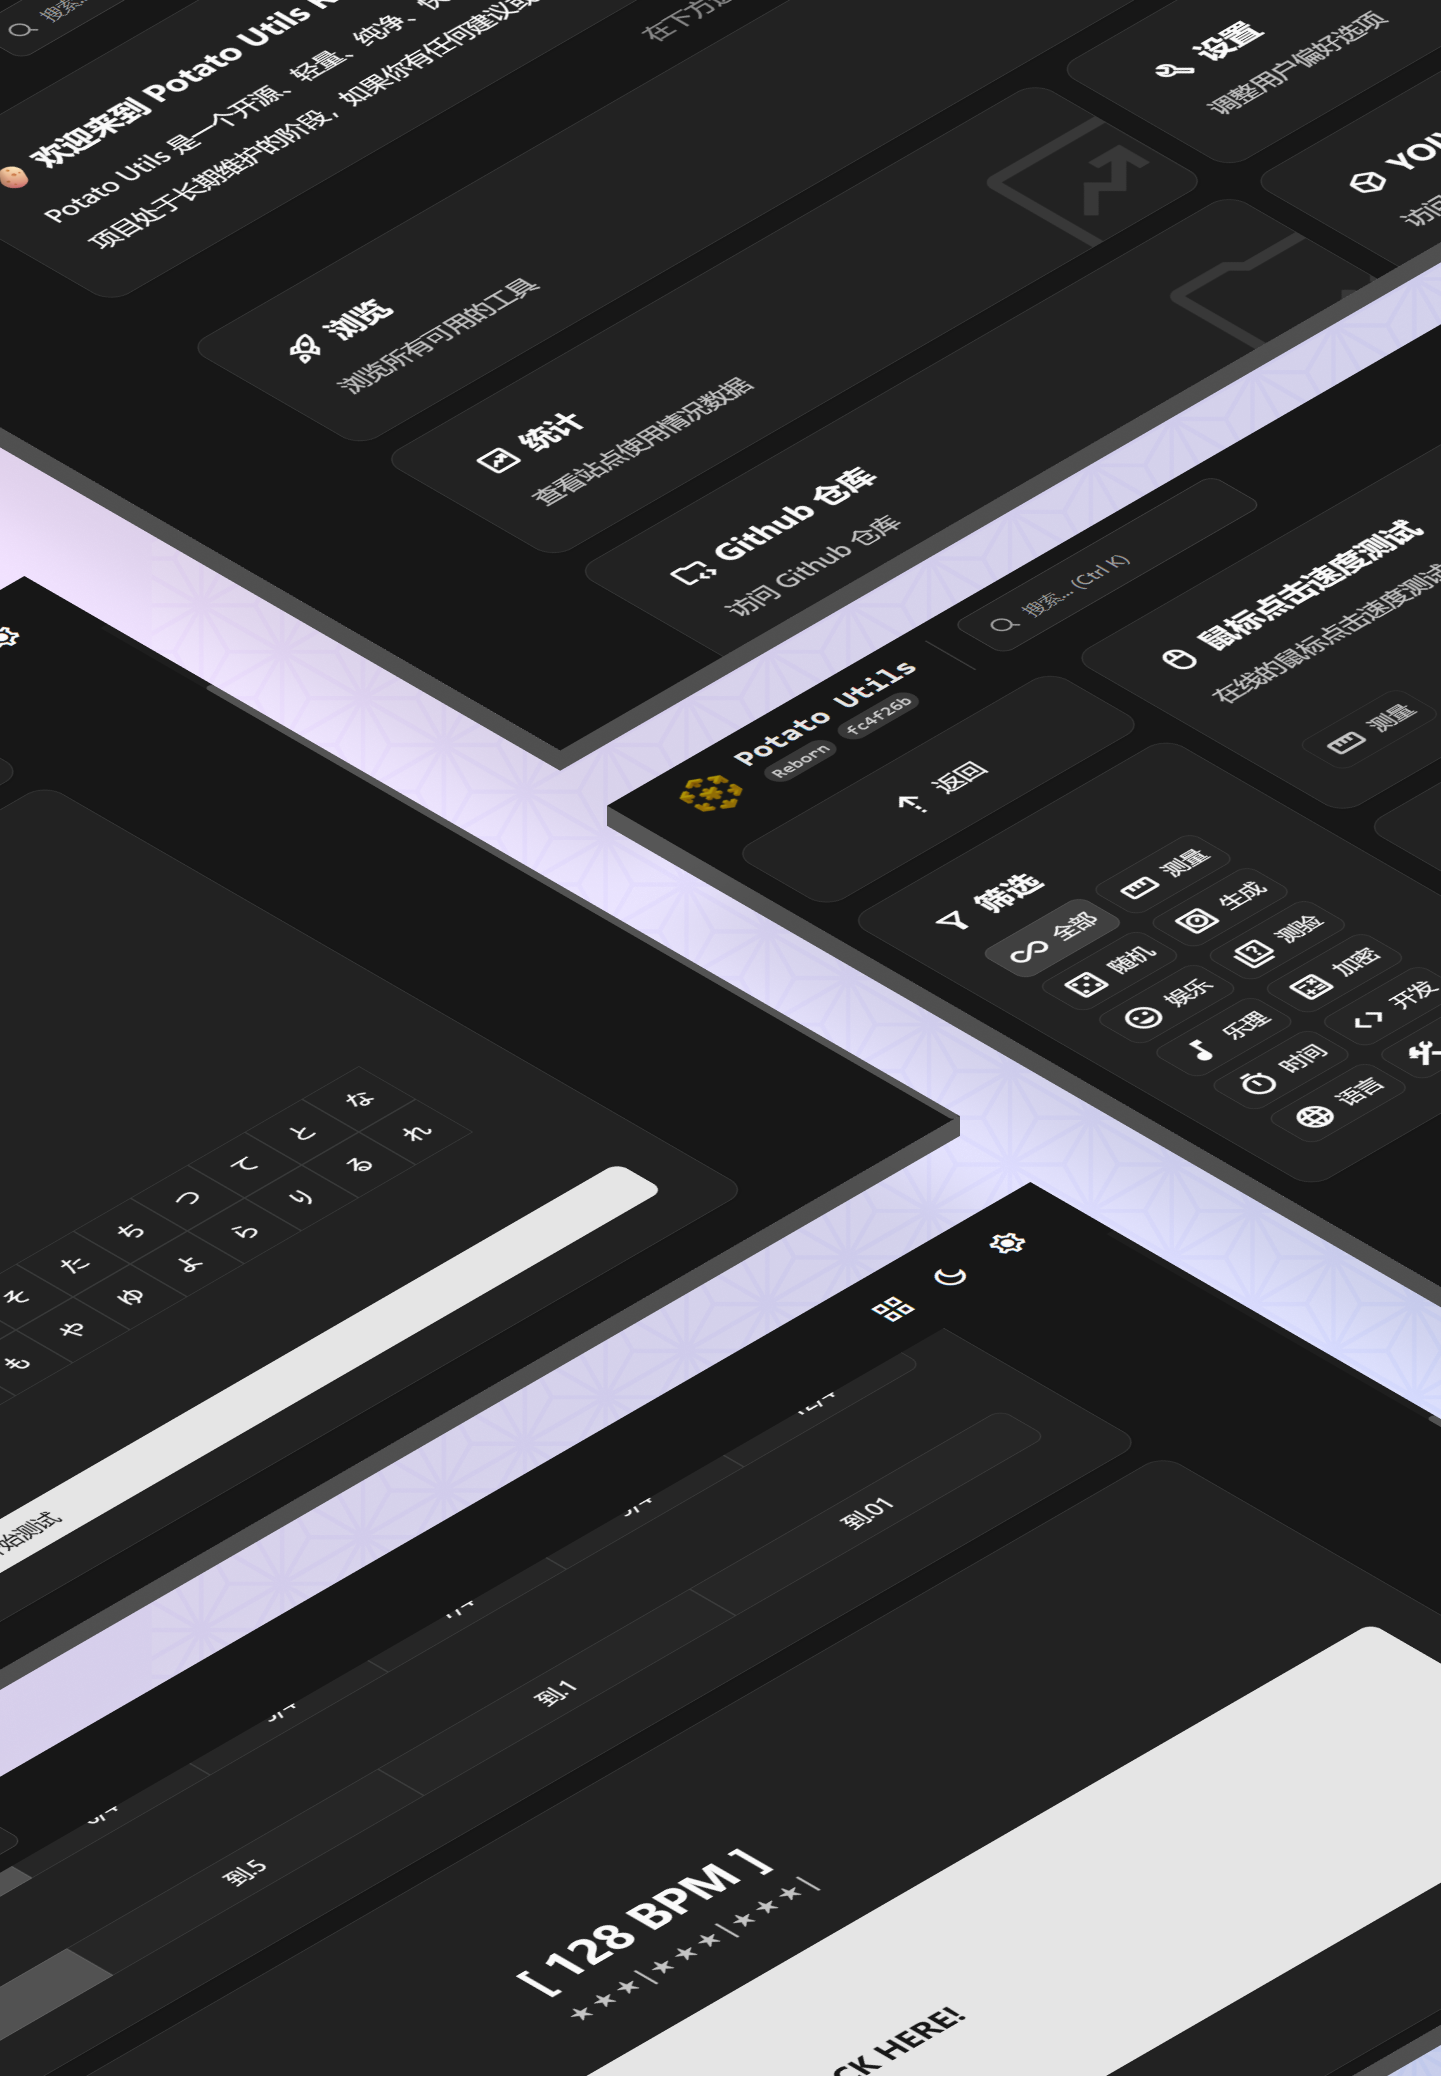 搜索...
欢迎来到 Potato Utils
Potato Utils 是一个开源、轻量、纯净、
项目处于长期维护的阶段，如果你有任何建议或
在下方
设置
调整用户偏好选项
访问
浏览
浏览所有可用的工具
统计
查看站点使用情况数据
Github 仓库
访问 Github 仓库
Potato Utils
Reborn
fc4f26b
搜索... (Ctrl K)
返回
鼠标点击速度测试
在线的鼠标点击速度测试
测量
筛选
全部
测量
随机
生成
娱乐
测验
乐理
加密
时间
开发
语言
そ た ち つ て と な
も や ゆ よ ら り る れ
始测试
到.5
到.1
到.01
[ 128 BPM ]
★★★|★★★|★★★|
CK HERE!